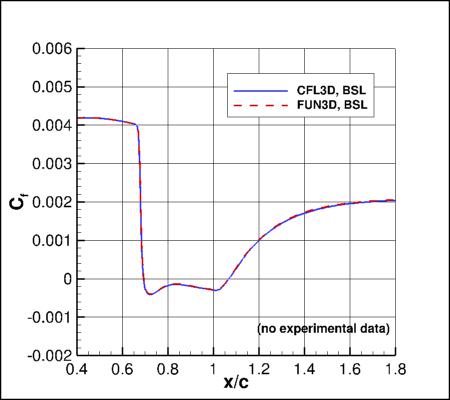 0.006
0.005
0.004
0.003
0.002
0.001
0
-0.001
-0.002
Cf
CFL3D, BSL
FUN3D, BSL
(no experimental data)
0.4 0.6 0.8 1 1.2 1.4 1.6 1.8
x/c